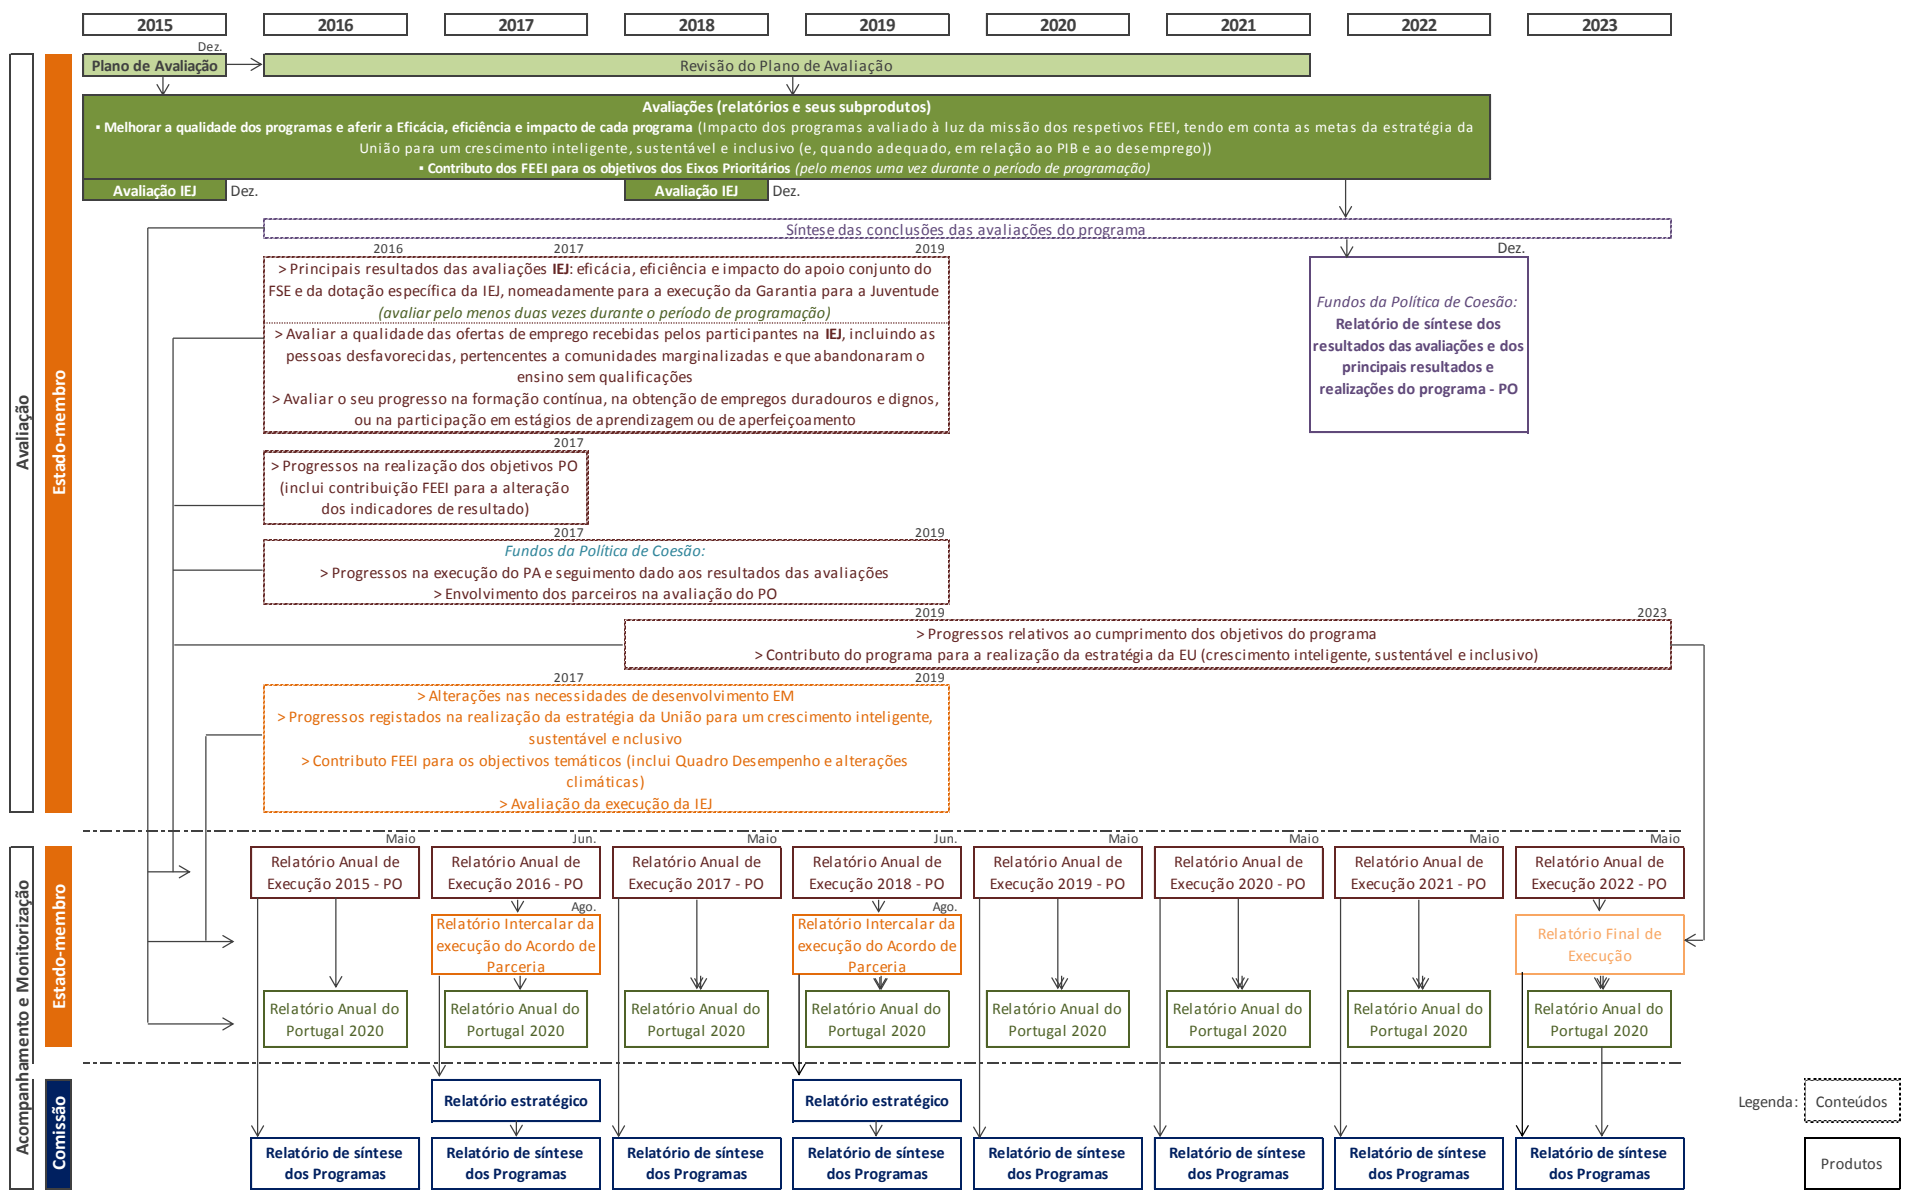 2015 2016 2017 2018 2019 2020 2021 2022 2023
Dez.
Plano de Avaliação
Revisão do Plano de Avaliação
Avaliações (relatórios e seus subprodutos)
▪ Melhorar a qualidade dos programas e aferir a Eficácia, eficiência e impacto de cada programa (Impacto dos programas avaliado à luz da missão dos respetivos FEEI, tendo em conta as metas da estratégia da
União para um crescimento inteligente, sustentável e inclusivo (e, quando adequado, em relação ao PIB e ao desemprego))
▪ Contributo dos FEEI para os objetivos dos Eixos Prioritários (pelo menos uma vez durante o período de programação)
Avaliação IEJ Dez.
Avaliação IEJ Dez.
Síntese das conclusões das avaliações do programa
2016 2017 2019
> Principais resultados das avaliações IEJ: eficácia, eficiência e impacto do apoio conjunto do
FSE e da dotação específica da IEJ, nomeadamente para a execução da Garantia para a Juventude
(avaliar pelo menos duas vezes durante o período de programação)
> Avaliar a qualidade das ofertas de emprego recebidas pelos participantes na IEJ, incluindo as
pessoas desfavorecidas, pertencentes a comunidades marginalizadas e que abandonaram o
ensino sem qualificações
> Avaliar o seu progresso na formação contínua, na obtenção de empregos duradouros e dignos,
ou na participação em estágios de aprendizagem ou de aperfeiçoamento
Dez.
Fundos da Política de Coesão:
Relatório de síntese dos
resultados das avaliações e dos
principais resultados e
realizações do programa - PO
2017
> Progressos na realização dos objetivos PO
(inclui contribuição FEEI para a alteração
dos indicadores de resultado)
2017 2019
Fundos da Política de Coesão:
> Progressos na execução do PA e seguimento dado aos resultados das avaliações
> Envolvimento dos parceiros na avaliação do PO
2019 2023
> Progressos relativos ao cumprimento dos objetivos do programa
> Contributo do programa para a realização da estratégia da EU (crescimento inteligente, sustentável e inclusivo)
2017 2019
> Alterações nas necessidades de desenvolvimento EM
> Progressos registados na realização da estratégia da União para um crescimento inteligente,
sustentável e nclusivo
> Contributo FEEI para os objectivos temáticos (inclui Quadro Desempenho e alterações
climáticas)
> Avaliação da execução da IEJ
Avaliação
Estado-membro
Maio Jun. Maio Jun. Maio Maio Maio Maio
Relatório Anual de
Execução 2015 - PO
Relatório Anual de
Execução 2016 - PO
Relatório Anual de
Execução 2017 - PO
Relatório Anual de
Execução 2018 - PO
Relatório Anual de
Execução 2019 - PO
Relatório Anual de
Execução 2020 - PO
Relatório Anual de
Execução 2021 - PO
Relatório Anual de
Execução 2022 - PO
Ago.
Relatório Intercalar da
execução do Acordo de
Parceria
Ago.
Relatório Intercalar da
execução do Acordo de
Parceria
Relatório Final de
Execução
Relatório Anual do
Portugal 2020
Relatório Anual do
Portugal 2020
Relatório Anual do
Portugal 2020
Relatório Anual do
Portugal 2020
Relatório Anual do
Portugal 2020
Relatório Anual do
Portugal 2020
Relatório Anual do
Portugal 2020
Relatório Anual do
Portugal 2020
Acompanhamento e Monitorização
Estado-membro
Comissão
Relatório estratégico
Relatório estratégico
Relatório de síntese
dos Programas
Relatório de síntese
dos Programas
Relatório de síntese
dos Programas
Relatório de síntese
dos Programas
Relatório de síntese
dos Programas
Relatório de síntese
dos Programas
Relatório de síntese
dos Programas
Relatório de síntese
dos Programas
Legenda: Conteúdos
Produtos